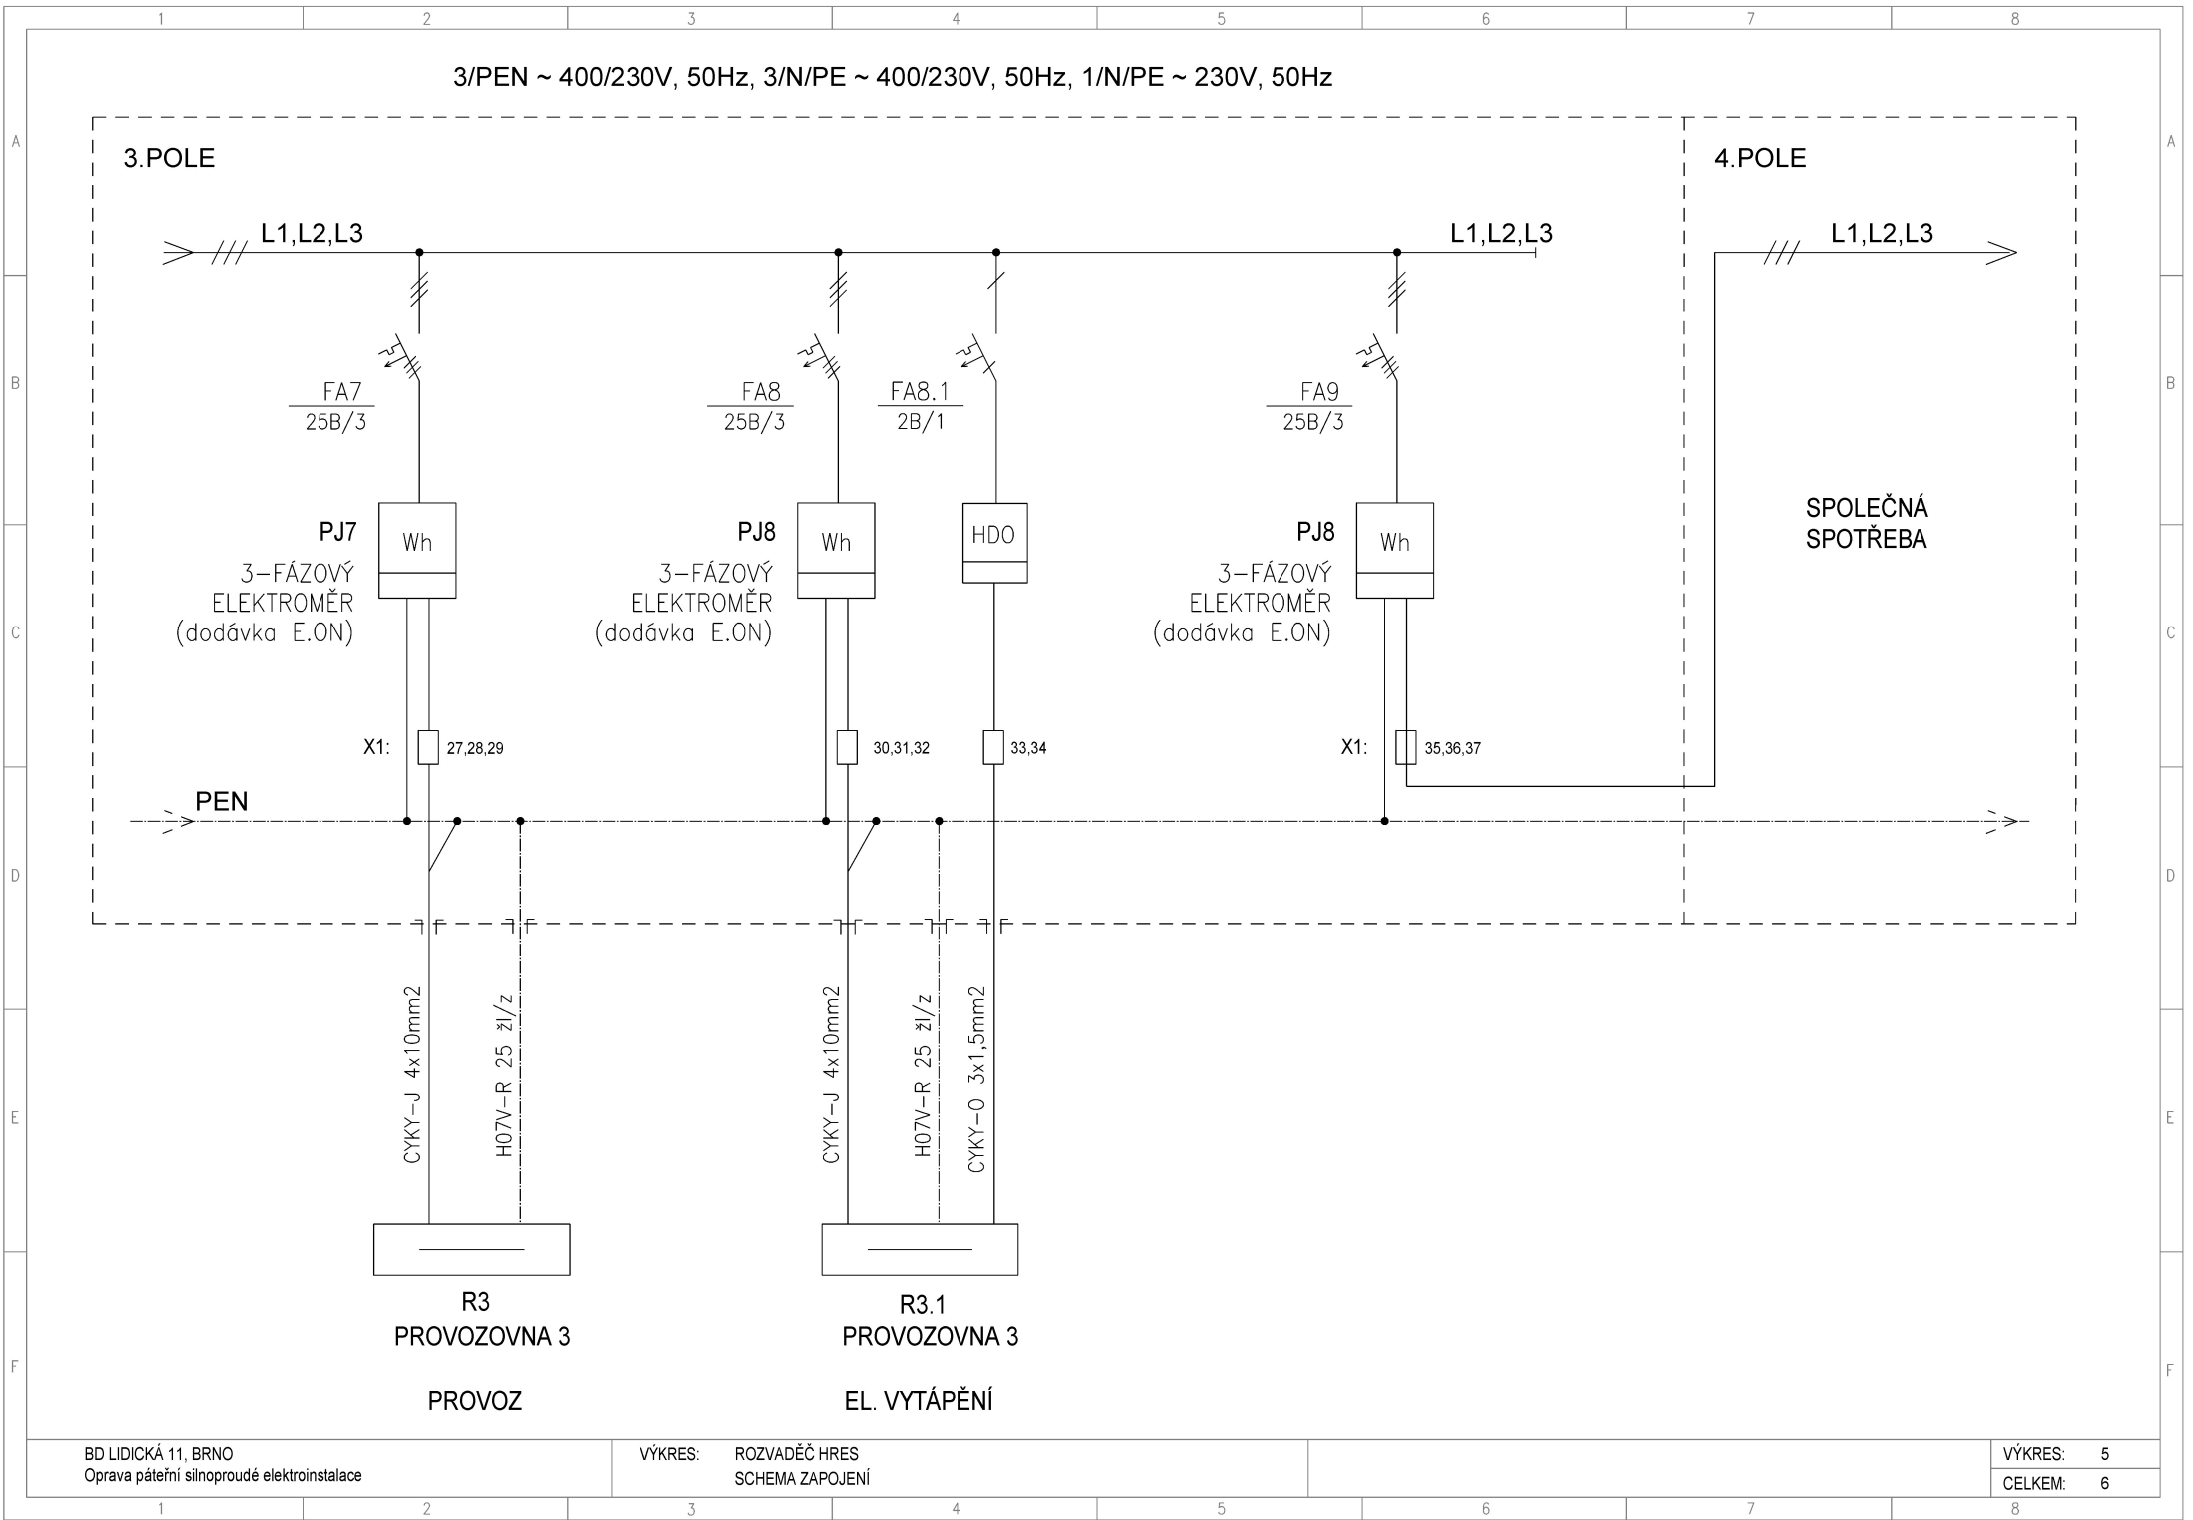 1 2 3 4 5 6 7 8
3/PEN ~ 400/230V, 50Hz, 3/N/PE ~ 400/230V, 50Hz, 1/N/PE ~ 230V, 50Hz
A A
3.POLE 4.POLE
L1,L2,L3 L1,L2,L3 L1,L2,L3
B B
FA7 FA8 FA8.1 FA9
25B/3 25B/3 2B/1 25B/3
SPOLEČNÁ
SPOTŘEBA
PJ7 Wh PJ8 Wh HDO PJ8 Wh
3-FÁZOVÝ 3-FÁZOVÝ 3-FÁZOVÝ
ELEKTROMĚR ELEKTROMĚR ELEKTROMĚR
(dodávka E.ON) (dodávka E.ON) (dodávka E.ON)
C C
X1: 27,28,29 30,31,32 33,34 X1: 35,36,37
PEN
D D
CYKY-J 4x10mm2
H07V-R 25 žl/z
CYKY-J 4x10mm2
H07V-R 25 žl/z
CYKY-O 3x1,5mm2
E E
R3 R3.1
PROVOZOVNA 3 PROVOZOVNA 3
F F
PROVOZ EL. VYTÁPĚNÍ
BD LIDICKÁ 11, BRNO VÝKRES: ROZVADĚČ HRES VÝKRES: 5
Oprava páteřní silnoproudé elektroinstalace SCHEMA ZAPOJENÍ CELKEM: 6
1 2 3 4 5 6 7 8